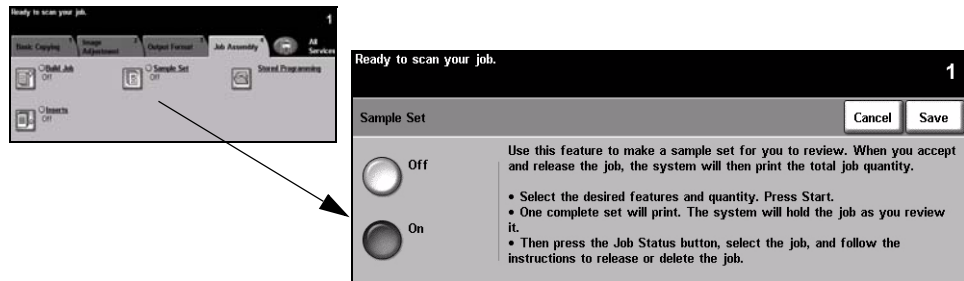 Ready to scan your job.
1
Basic Copying
Image Adjustment
Output Format
Job Assembly
All Services
Build Job
Off
Sample Set
Off
Stored Programming
Inserts
Off
Ready to scan your job.
1
Sample Set
Cancel
Save
Off
On
Use this feature to make a sample set for you to review. When you accept
and release the job, the system will then print the total job quantity.
• Select the desired features and quantity. Press Start.
• One complete set will print. The system will hold the job as you review
it.
• Then press the Job Status button, select the job, and follow the
instructions to release or delete the job.